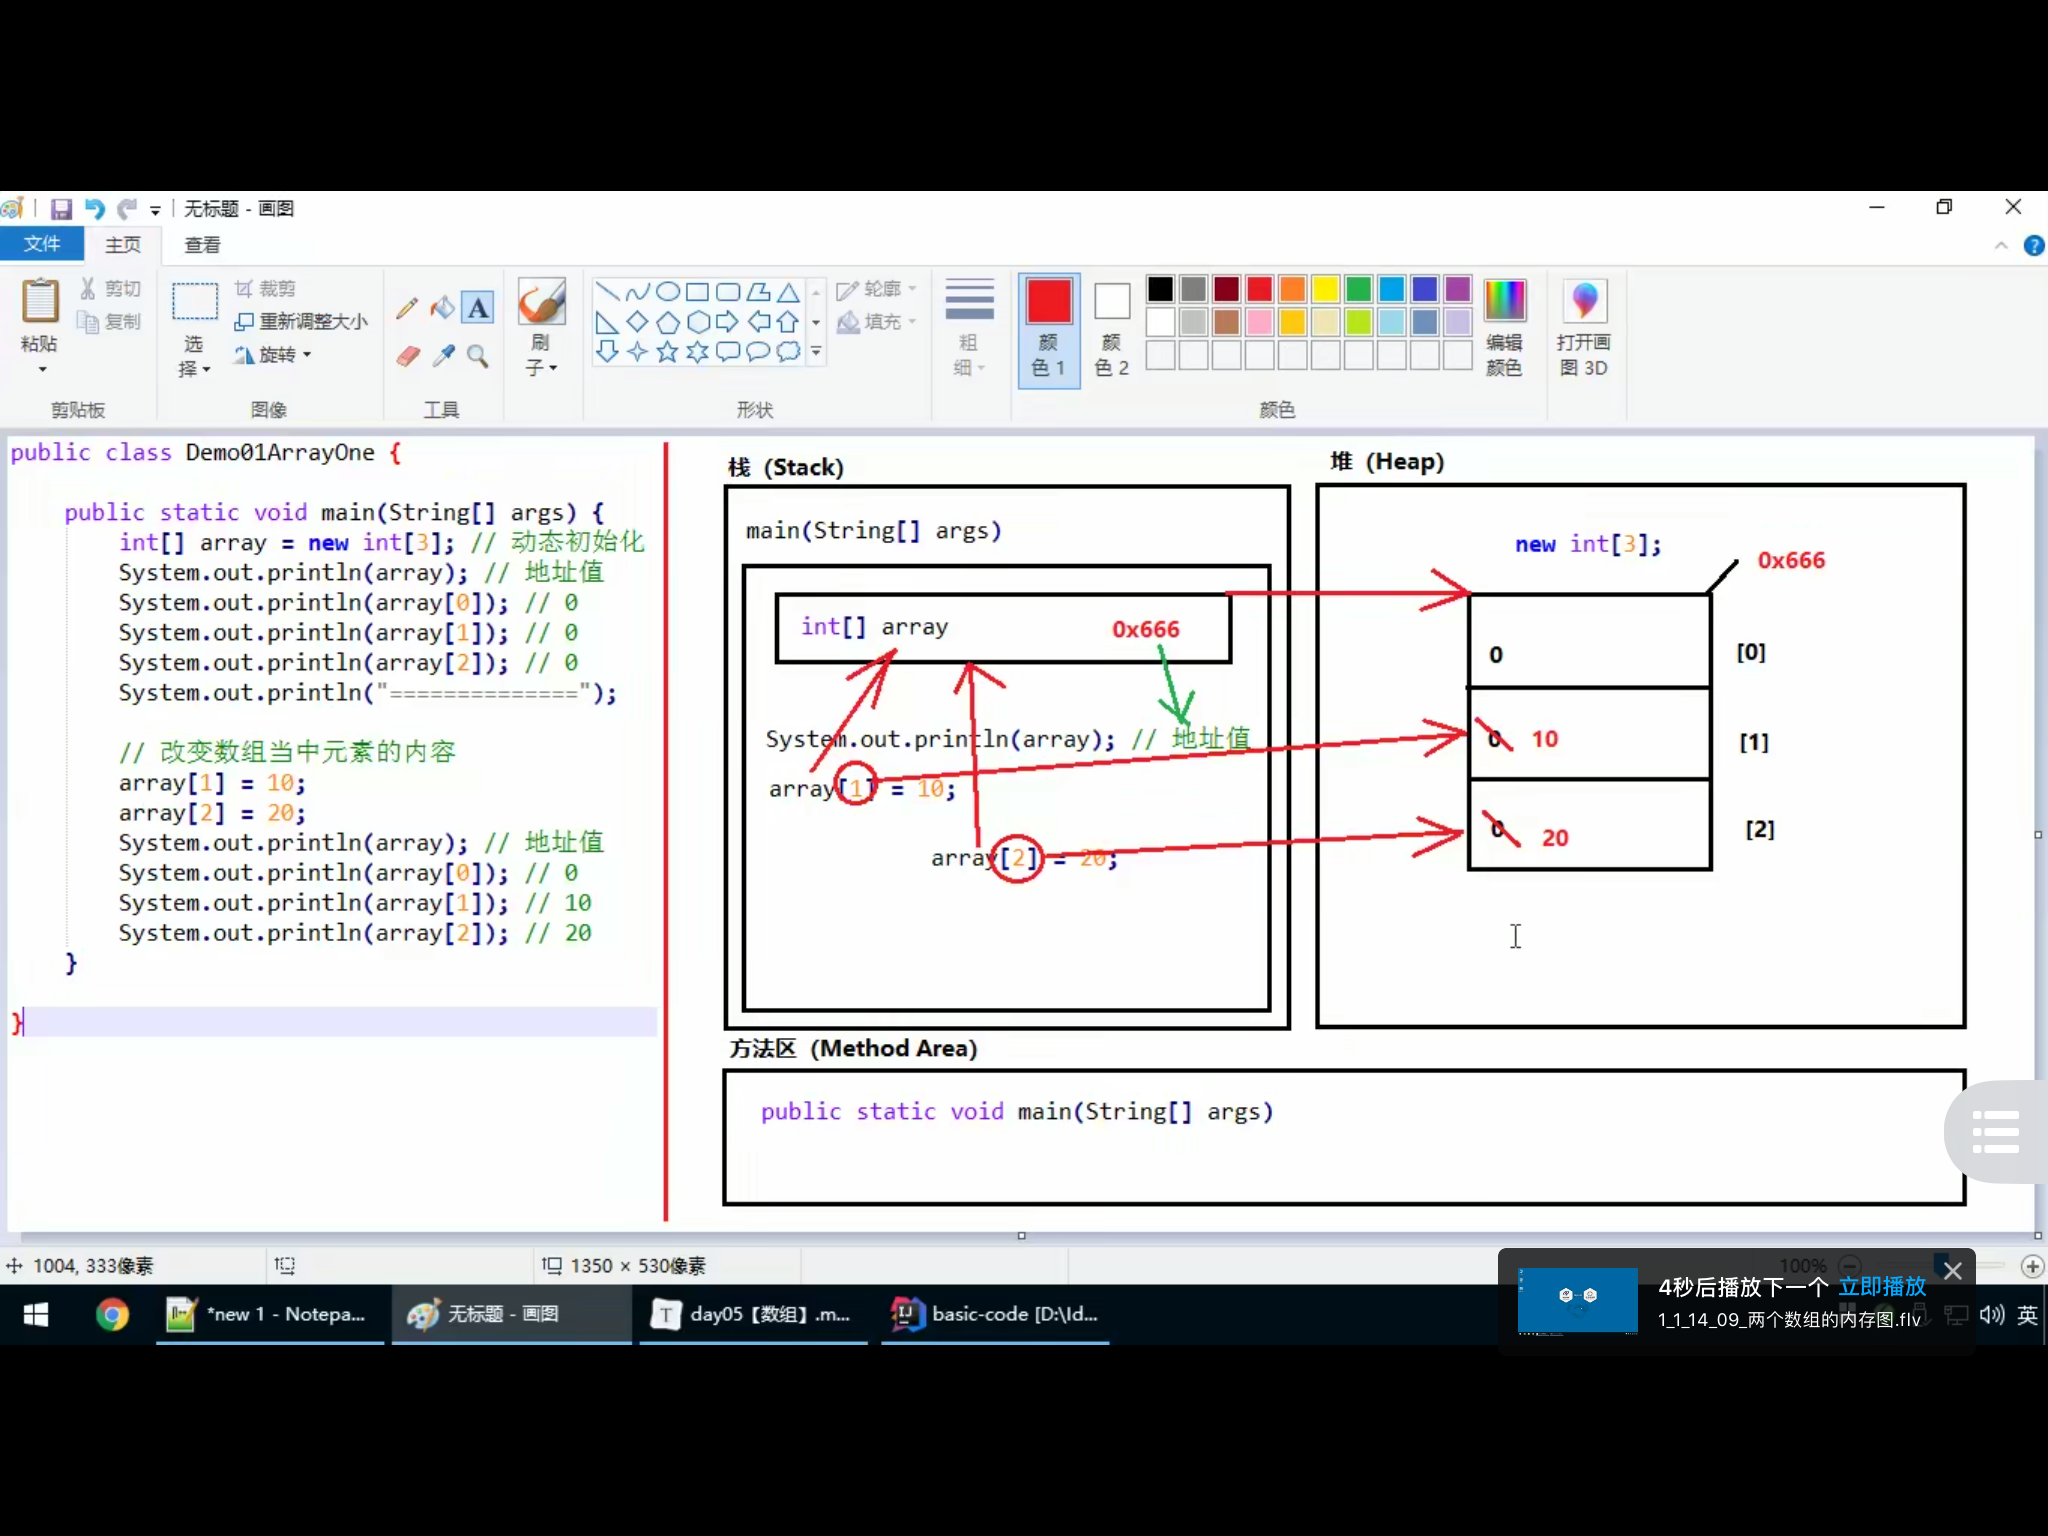 无标题 - 画图
文件 主页 查看
粘贴 剪切 复制
选择 裁剪 重新调整大小 旋转
刷子
轮廓 填充
粗细
颜色 1 颜色 2
编辑颜色
打开画图 3D
剪贴板 图像 工具 形状 颜色
public class Demo01ArrayOne {
public static void main(String[] args) {
int[] array = new int[3]; // 动态初始化
System.out.println(array); // 地址值
System.out.println(array[0]); // 0
System.out.println(array[1]); // 0
System.out.println(array[2]); // 0
System.out.println("==============");
// 改变数组当中元素的内容
array[1] = 10;
array[2] = 20;
System.out.println(array); // 地址值
System.out.println(array[0]); // 0
System.out.println(array[1]); // 10
System.out.println(array[2]); // 20
}
}
栈（Stack)
main(String[] args)
int[] array 0x666
System.out.println(array); // 地址值
array[1] = 10;
array[2] = 20;
堆（Heap)
new int[3];
0x666
0 [0]
0 10 [1]
0 20 [2]
方法区（Method Area)
public static void main(String[] args)
1004, 333像素
1350 × 530像素
100%
4秒后播放下一个 立即播放
1_1_14_09_两个数组的内存图.flv
*new 1 - Notepa...
无标题 - 画图
day05【数组】.m...
basic-code [D:\Id...
英